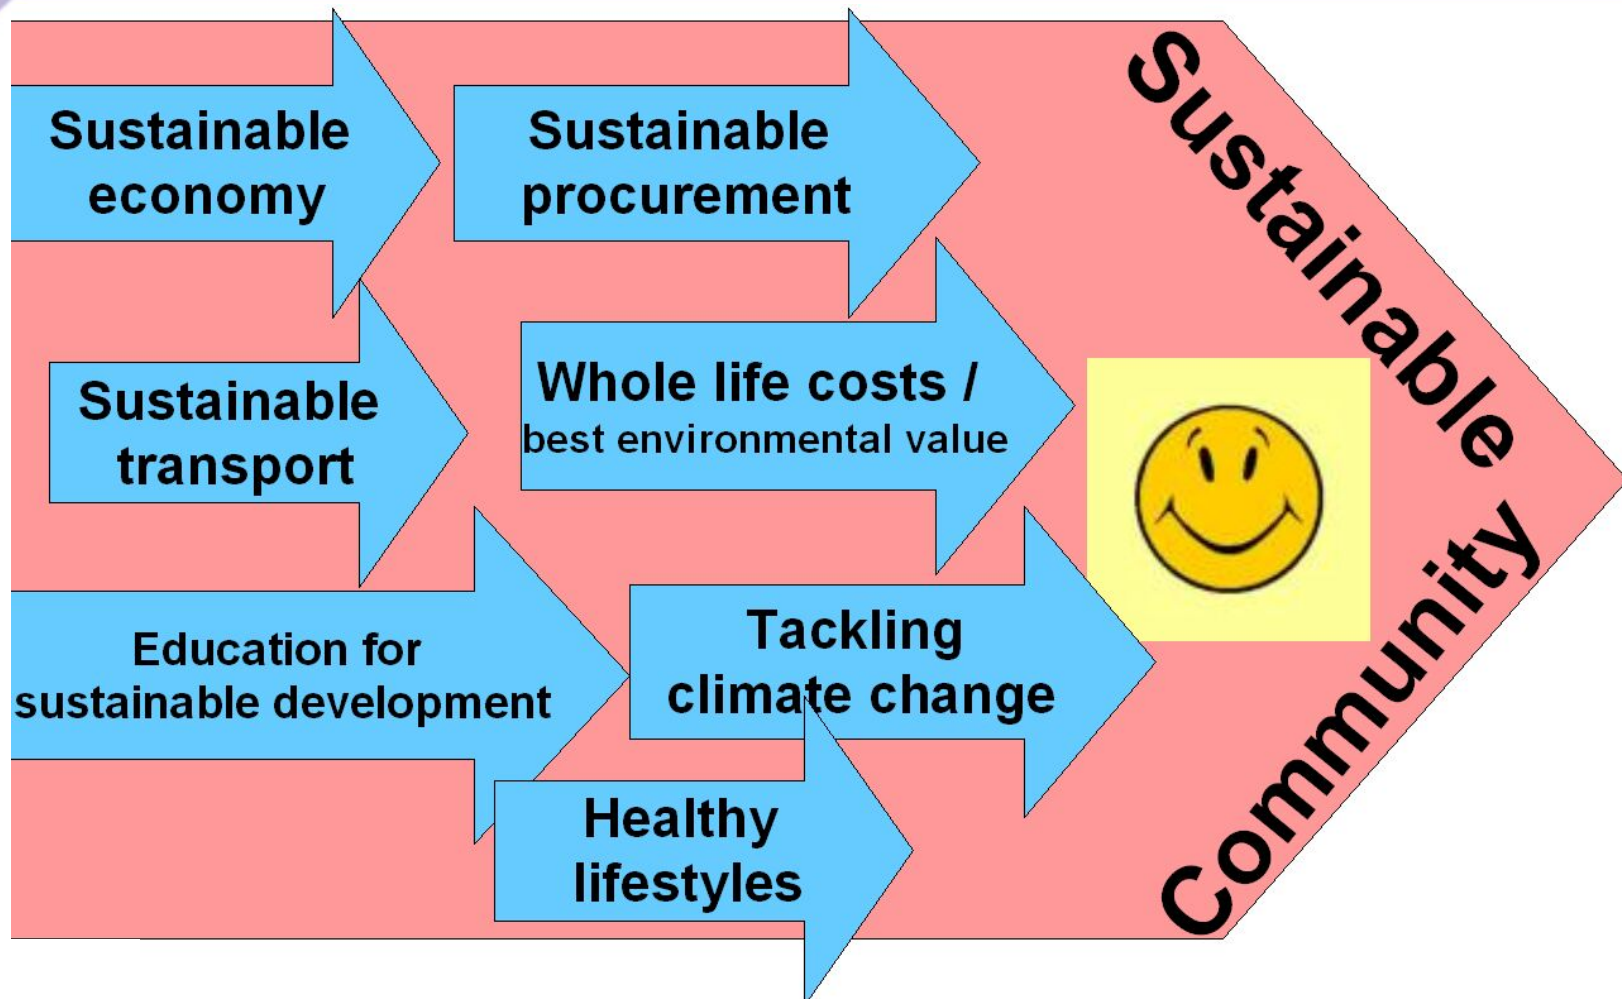 Sustainable
economy
Sustainable
procurement
Sustainable
transport
Whole life costs /
best environmental value
Education for
sustainable development
Tackling
climate change
Healthy
lifestyles
Sustainable
Community